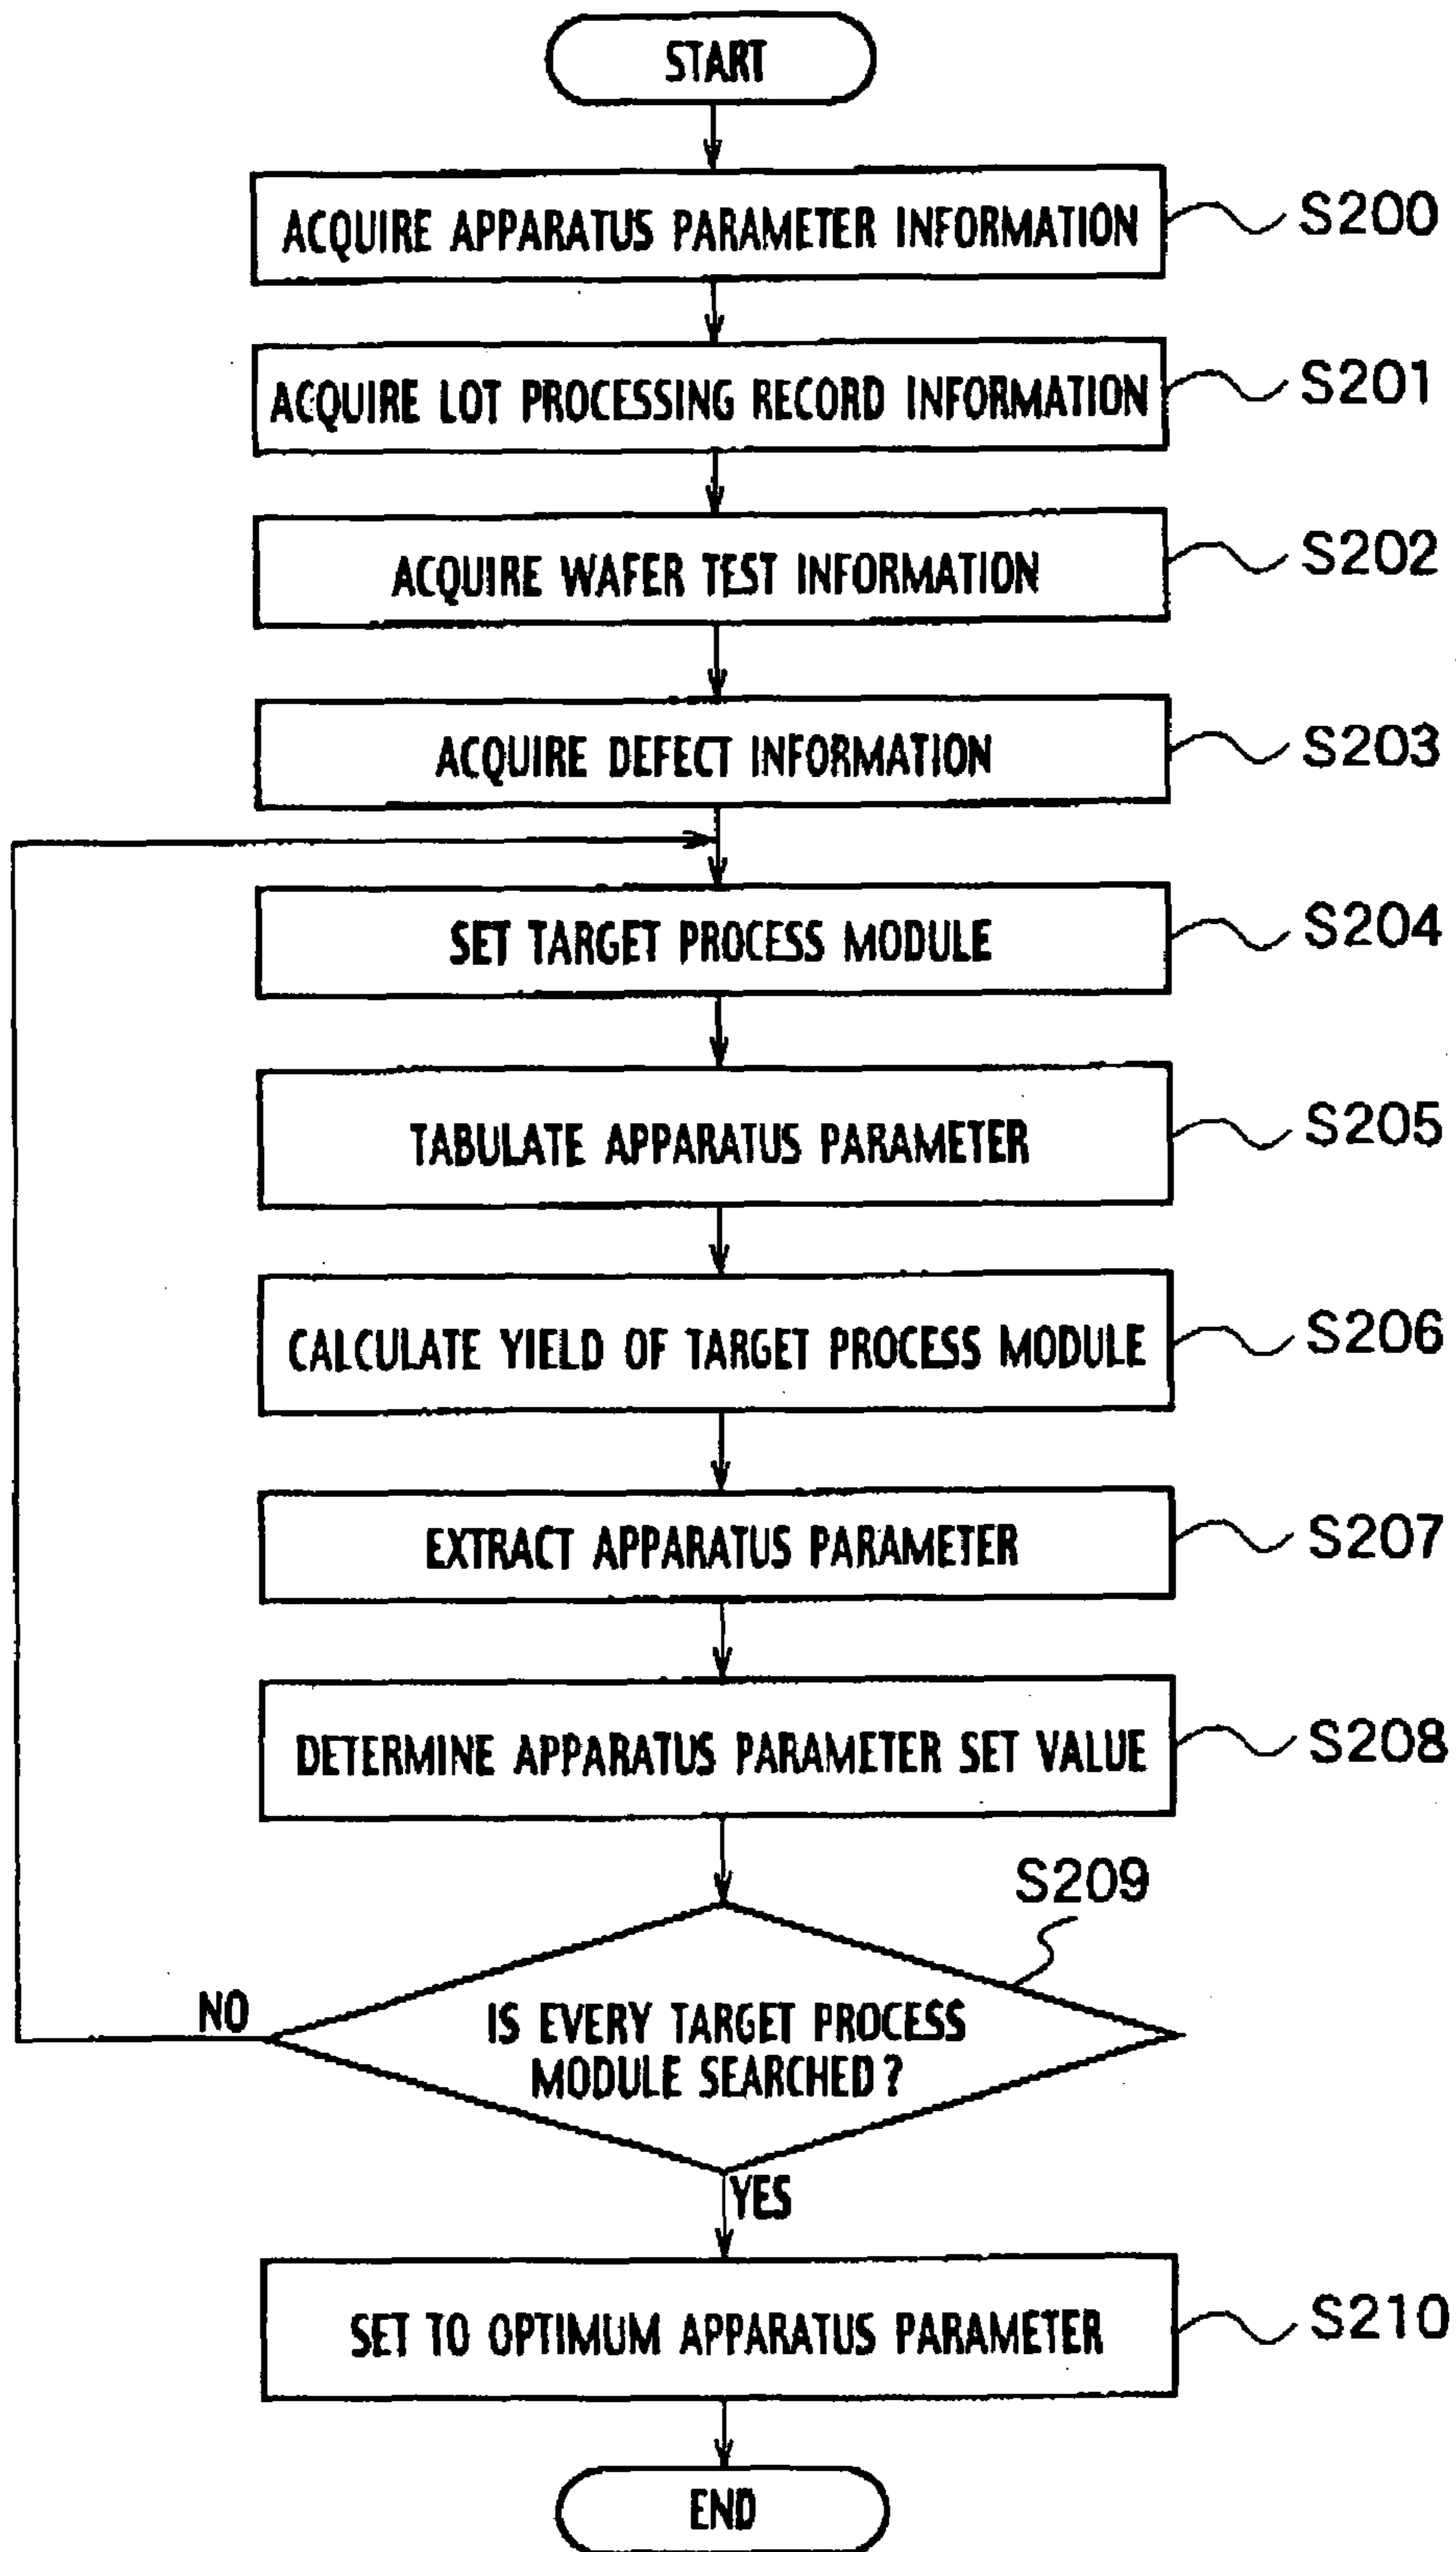 START
ACQUIRE APPARATUS PARAMETER INFORMATION
S200
ACQUIRE LOT PROCESSING RECORD INFORMATION
S201
ACQUIRE WAFER TEST INFORMATION
S202
ACQUIRE DEFECT INFORMATION
S203
SET TARGET PROCESS MODULE
S204
TABULATE APPARATUS PARAMETER
S205
CALCULATE YIELD OF TARGET PROCESS MODULE
S206
EXTRACT APPARATUS PARAMETER
S207
DETERMINE APPARATUS PARAMETER SET VALUE
S208
S209
NO
IS EVERY TARGET PROCESS
MODULE SEARCHED?
YES
SET TO OPTIMUM APPARATUS PARAMETER
S210
END